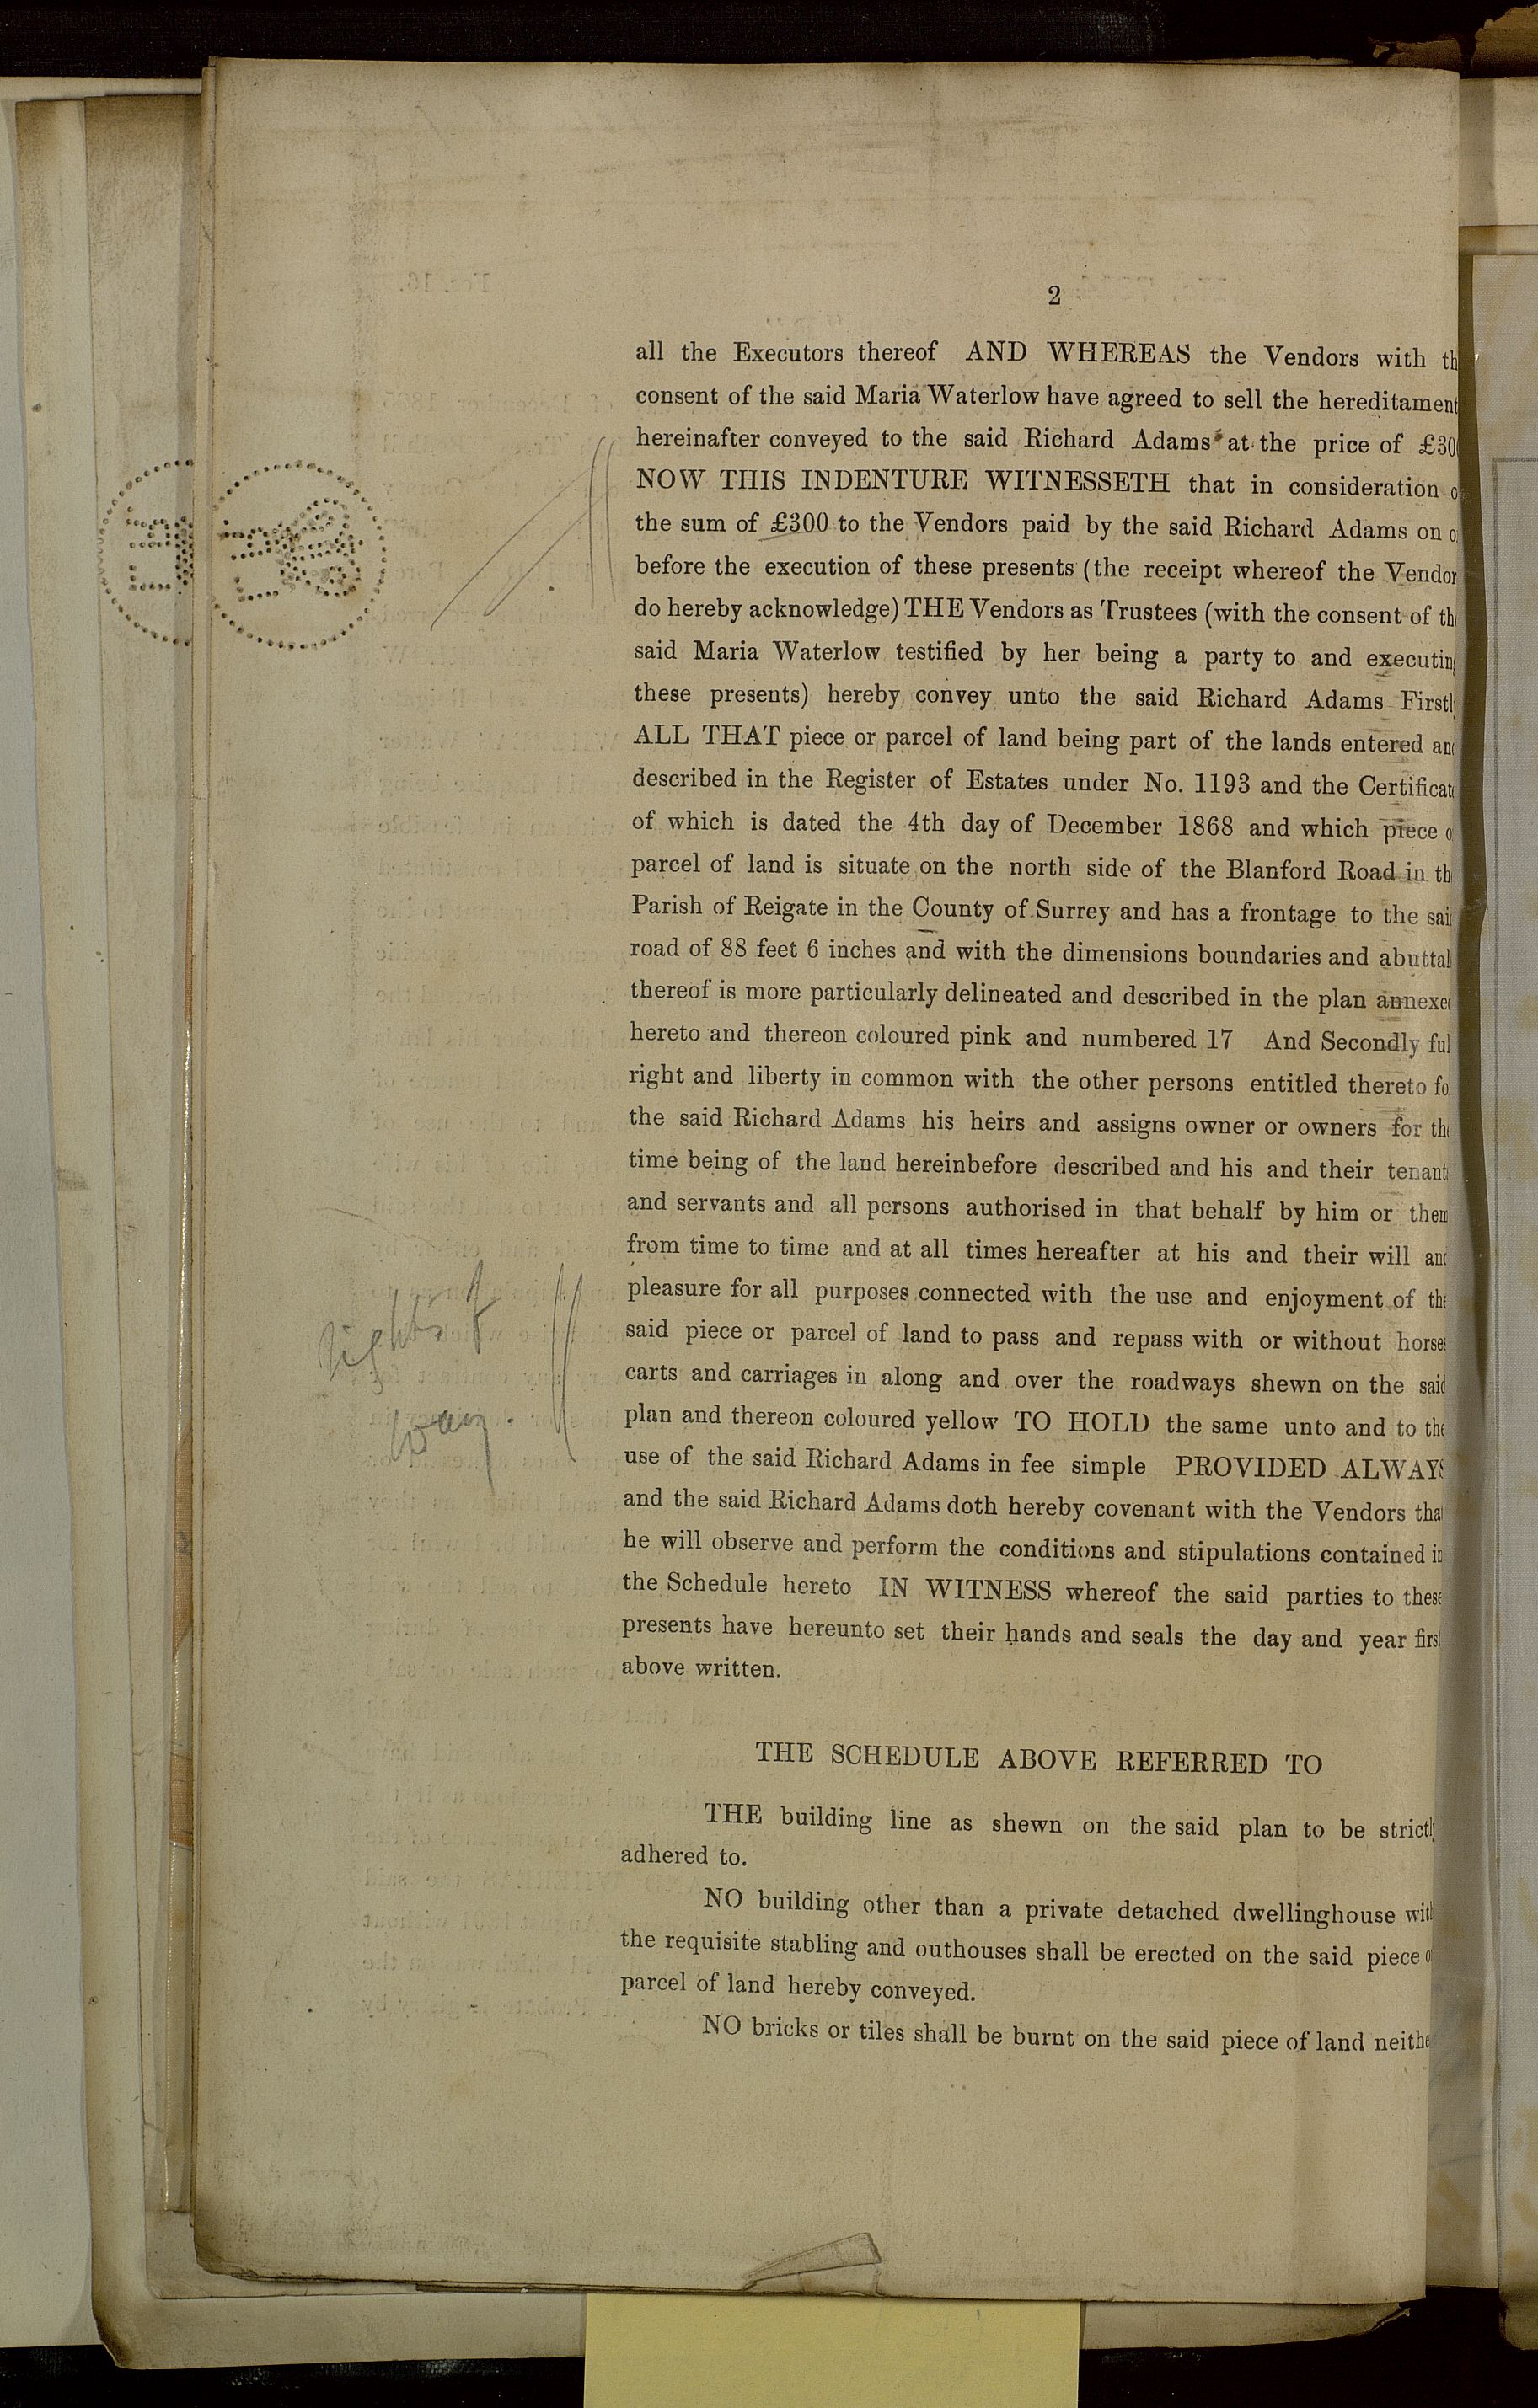 2
all the Executors thereof AND WHEREAS the Vendors with th
consent of the said Maria Waterlow have agreed to sell the hereditament
hereinafter conveyed to the said Richard Adams at the price of £30
NOW THIS INDENTURE WITNESSETH that in consideration o
the sum of £300 to the Vendors paid by the said Richard Adams on o
before the execution of these presents (the receipt whereof the Vendor
do hereby acknowledge) THE Vendors as Trustees (with the consent of th
said Maria Waterlow testified by her being a party to and executin
these presents) hereby convey unto the said Richard Adams Firstl
ALL THAT piece or parcel of land being part of the lands entered an
described in the Register of Estates under No. 1193 and the Certificat
of which is dated the 4th day of December 1868 and which piece o
parcel of land is situate on the north side of the Blanford Road in th
Parish of Reigate in the County of Surrey and has a frontage to the sai
road of 88 feet 6 inches and with the dimensions boundaries and abuttal
thereof is more particularly delineated and described in the plan annexe
hereto and thereon coloured pink and numbered 17 And Secondly ful
right and liberty in common with the other persons entitled thereto fo
the said Richard Adams his heirs and assigns owner or owners for th
time being of the land hereinbefore described and his and their tenant
and servants and all persons authorised in that behalf by him or them
from time to time and at all times hereafter at his and their will and
pleasure for all purposes connected with the use and enjoyment of the
said piece or parcel of land to pass and repass with or without horses
carts and carriages in along and over the roadways shewn on the said
plan and thereon coloured yellow TO HOLD the same unto and to the
use of the said Richard Adams in fee simple PROVIDED ALWAYS
and the said Richard Adams doth hereby covenant with the Vendors that
he will observe and perform the conditions and stipulations contained in
the Schedule hereto IN WITNESS whereof the said parties to these
presents have hereunto set their hands and seals the day and year first
above written.
rights of
way.
THE SCHEDULE ABOVE REFERRED TO
THE building line as shewn on the said plan to be strictl
adhered to.
NO building other than a private detached dwellinghouse with
the requisite stabling and outhouses shall be erected on the said piece o
parcel of land hereby conveyed.
NO bricks or tiles shall be burnt on the said piece of land neithe